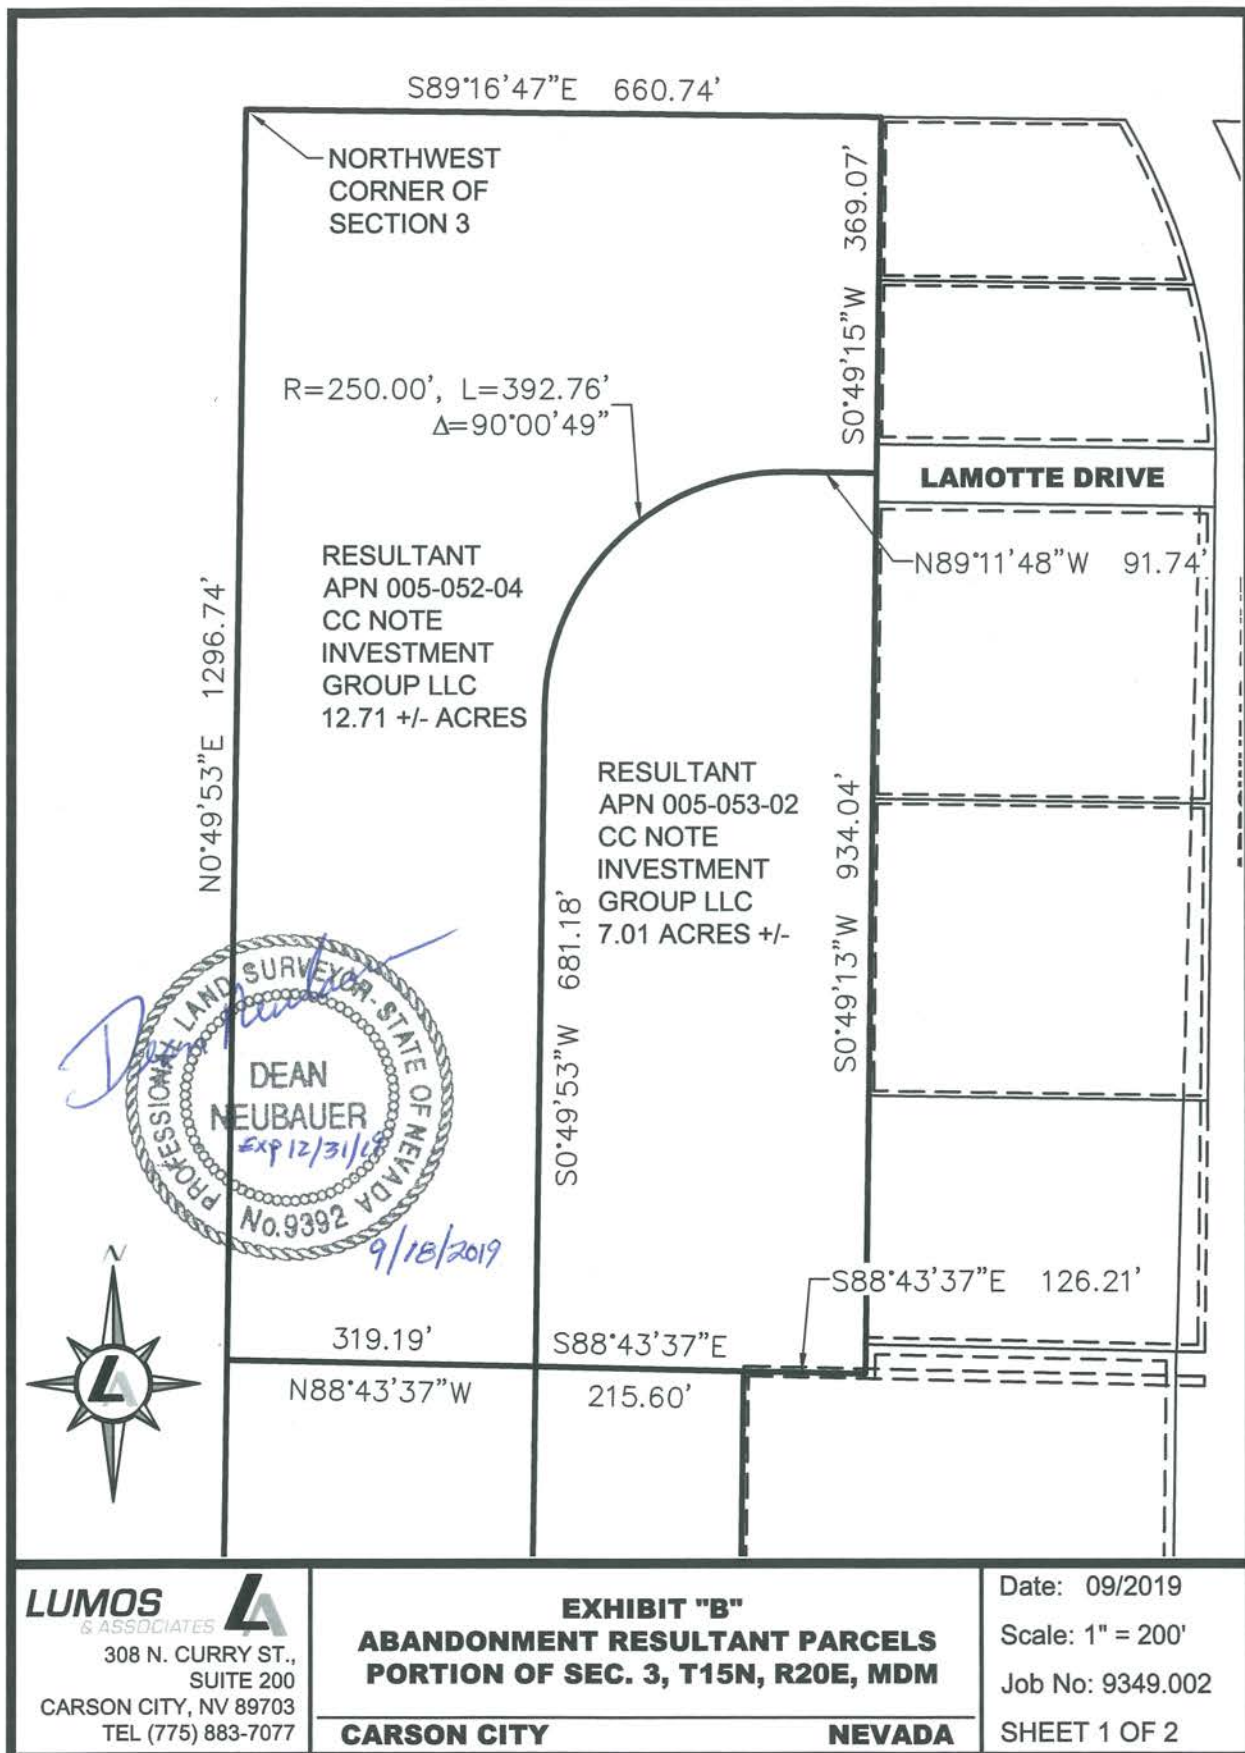 S89°16'47"E 660.74'
NORTHWEST
CORNER OF
SECTION 3
S0°49'15"W 369.07'
R=250.00', L=392.76'
Δ=90°00'49"
LAMOTTE DRIVE
N89°11'48"W 91.74'
RESULTANT
APN 005-052-04
CC NOTE
INVESTMENT
GROUP LLC
12.71 +/- ACRES
N0°49'53"E 1296.74'
RESULTANT
APN 005-053-02
CC NOTE
INVESTMENT
GROUP LLC
7.01 ACRES +/-
S0°49'53"W 681.18'
S0°49'13"W 934.04'
PROFESSIONAL LAND SURVEYOR-STATE OF NEVADA
DEAN
NEUBAUER
EXP 12/31/19
No.9392
9/18/2019
N
LA
S88°43'37"E 126.21'
319.19'
N88°43'37"W
S88°43'37"E
215.60'
LUMOS LA
& ASSOCIATES
308 N. CURRY ST.,
SUITE 200
CARSON CITY, NV 89703
TEL (775) 883-7077
EXHIBIT "B"
ABANDONMENT RESULTANT PARCELS
PORTION OF SEC. 3, T15N, R20E, MDM
CARSON CITY NEVADA
Date: 09/2019
Scale: 1" = 200'
Job No: 9349.002
SHEET 1 OF 2